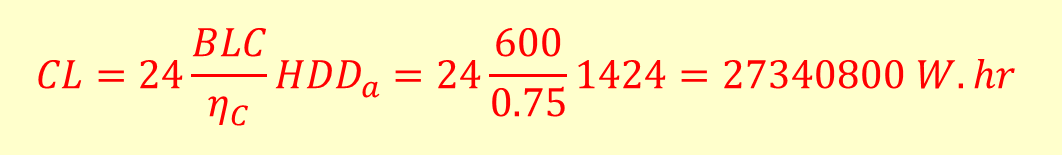 CL = 24 BLC/η_C HDD_a = 24 600/0.75 1424 = 27340800 W.hr